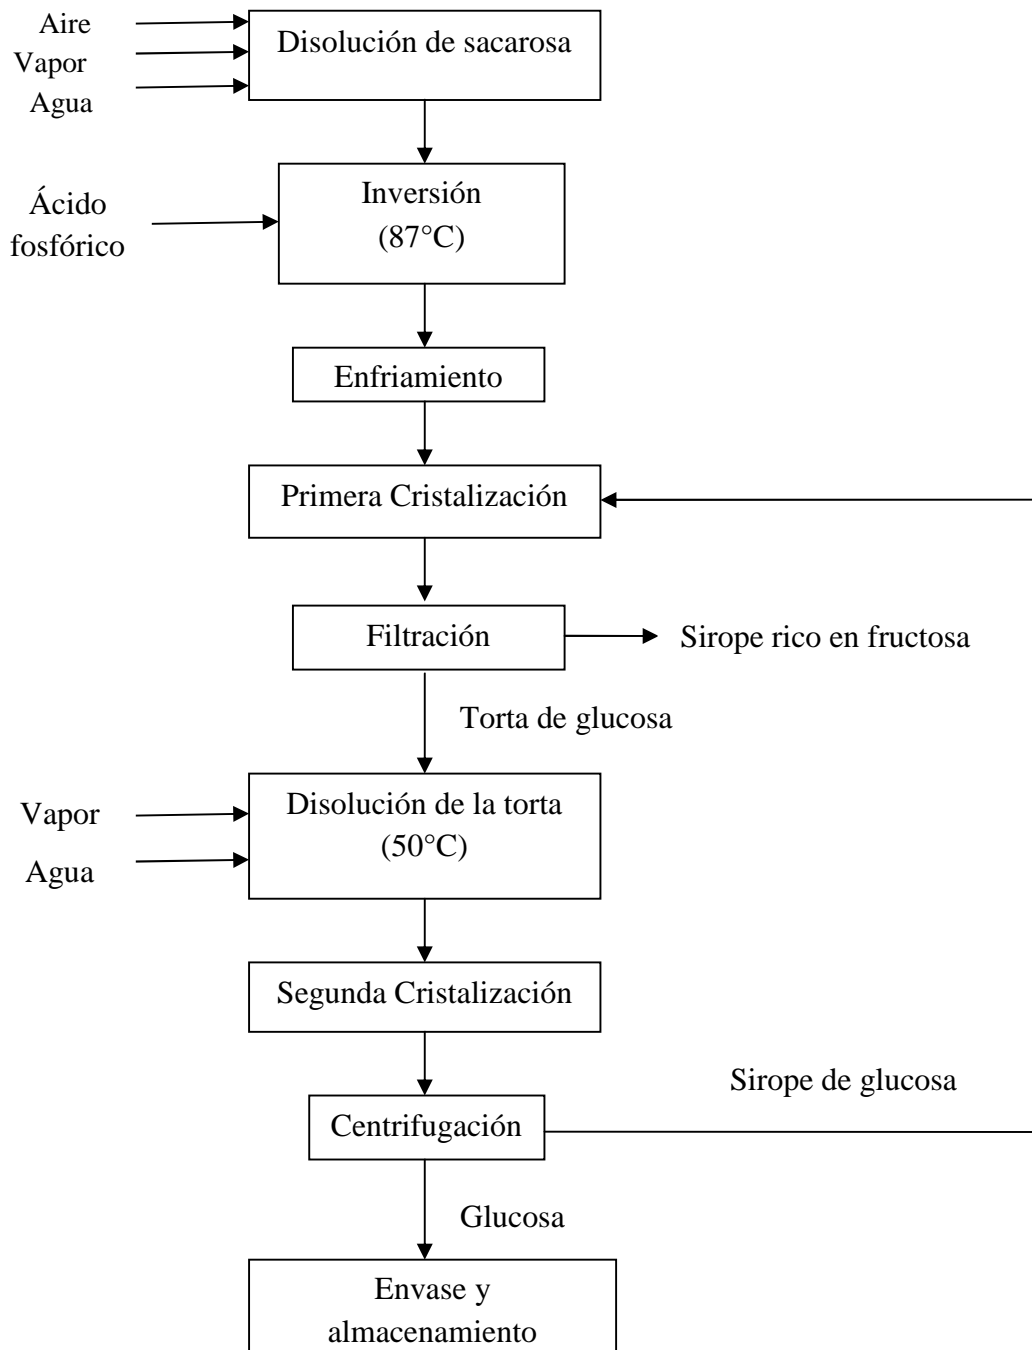 Aire
Vapor
Agua
Disolución de sacarosa
Ácido
fosfórico
Inversión
(87°C)
Enfriamiento
Primera Cristalización
Filtración
Sirope rico en fructosa
Torta de glucosa
Vapor
Agua
Disolución de la torta
(50°C)
Segunda Cristalización
Sirope de glucosa
Centrifugación
Glucosa
Envase y
almacenamiento